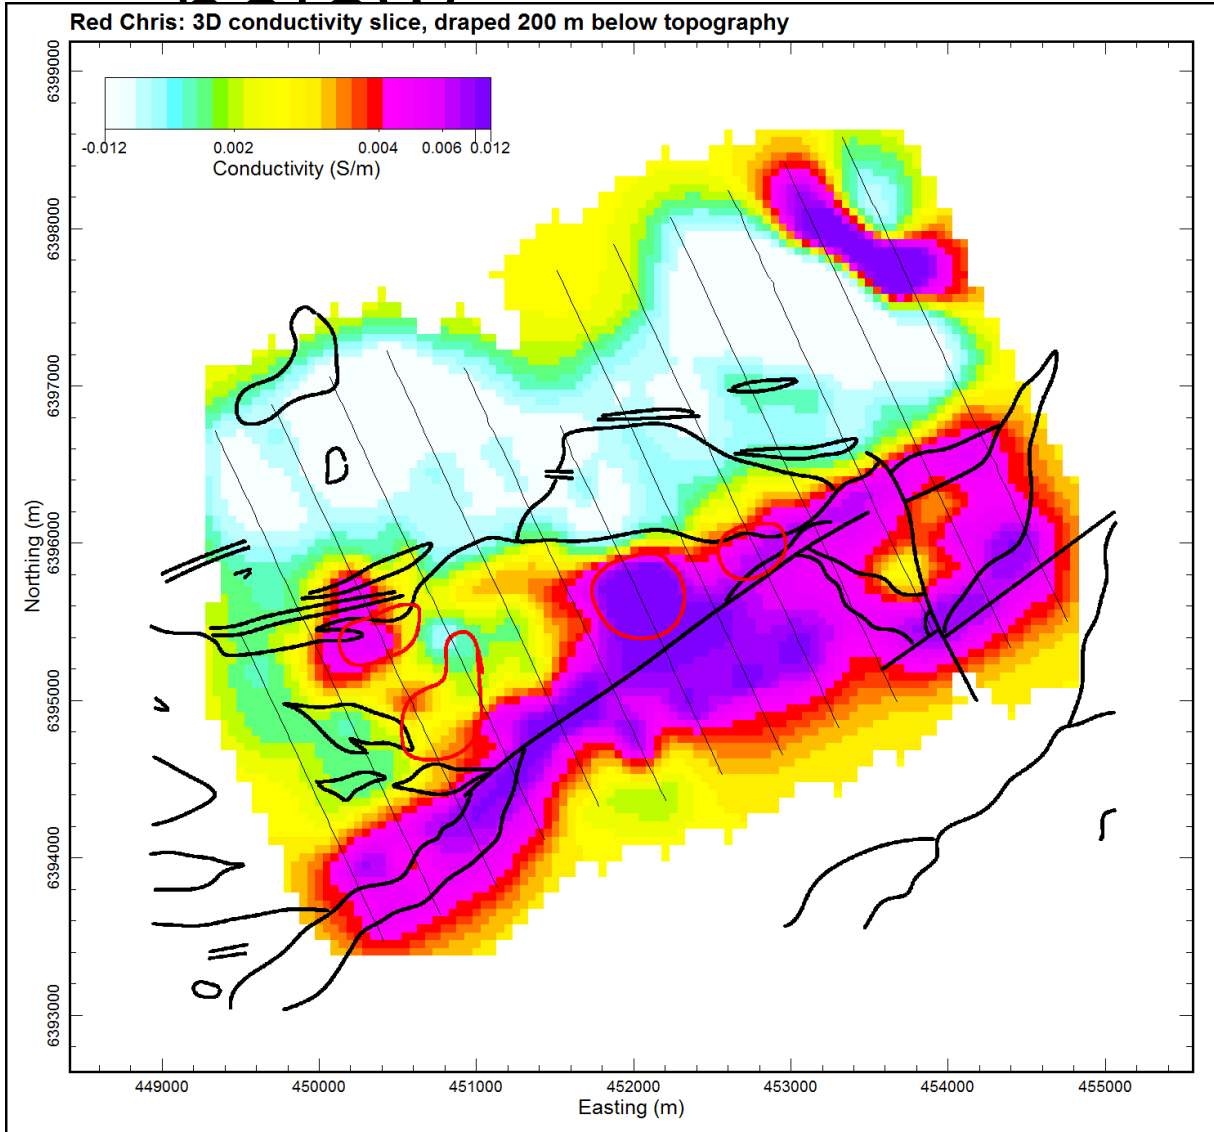 Red Chris: 3D conductivity slice, draped 200 m below topography
-0.012 0.002 0.004 0.006 0.012
Conductivity (S/m)
6399000
6398000
6397000
6396000
6395000
6394000
6393000
Northing (m)
449000 450000 451000 452000 453000 454000 455000
Easting (m)